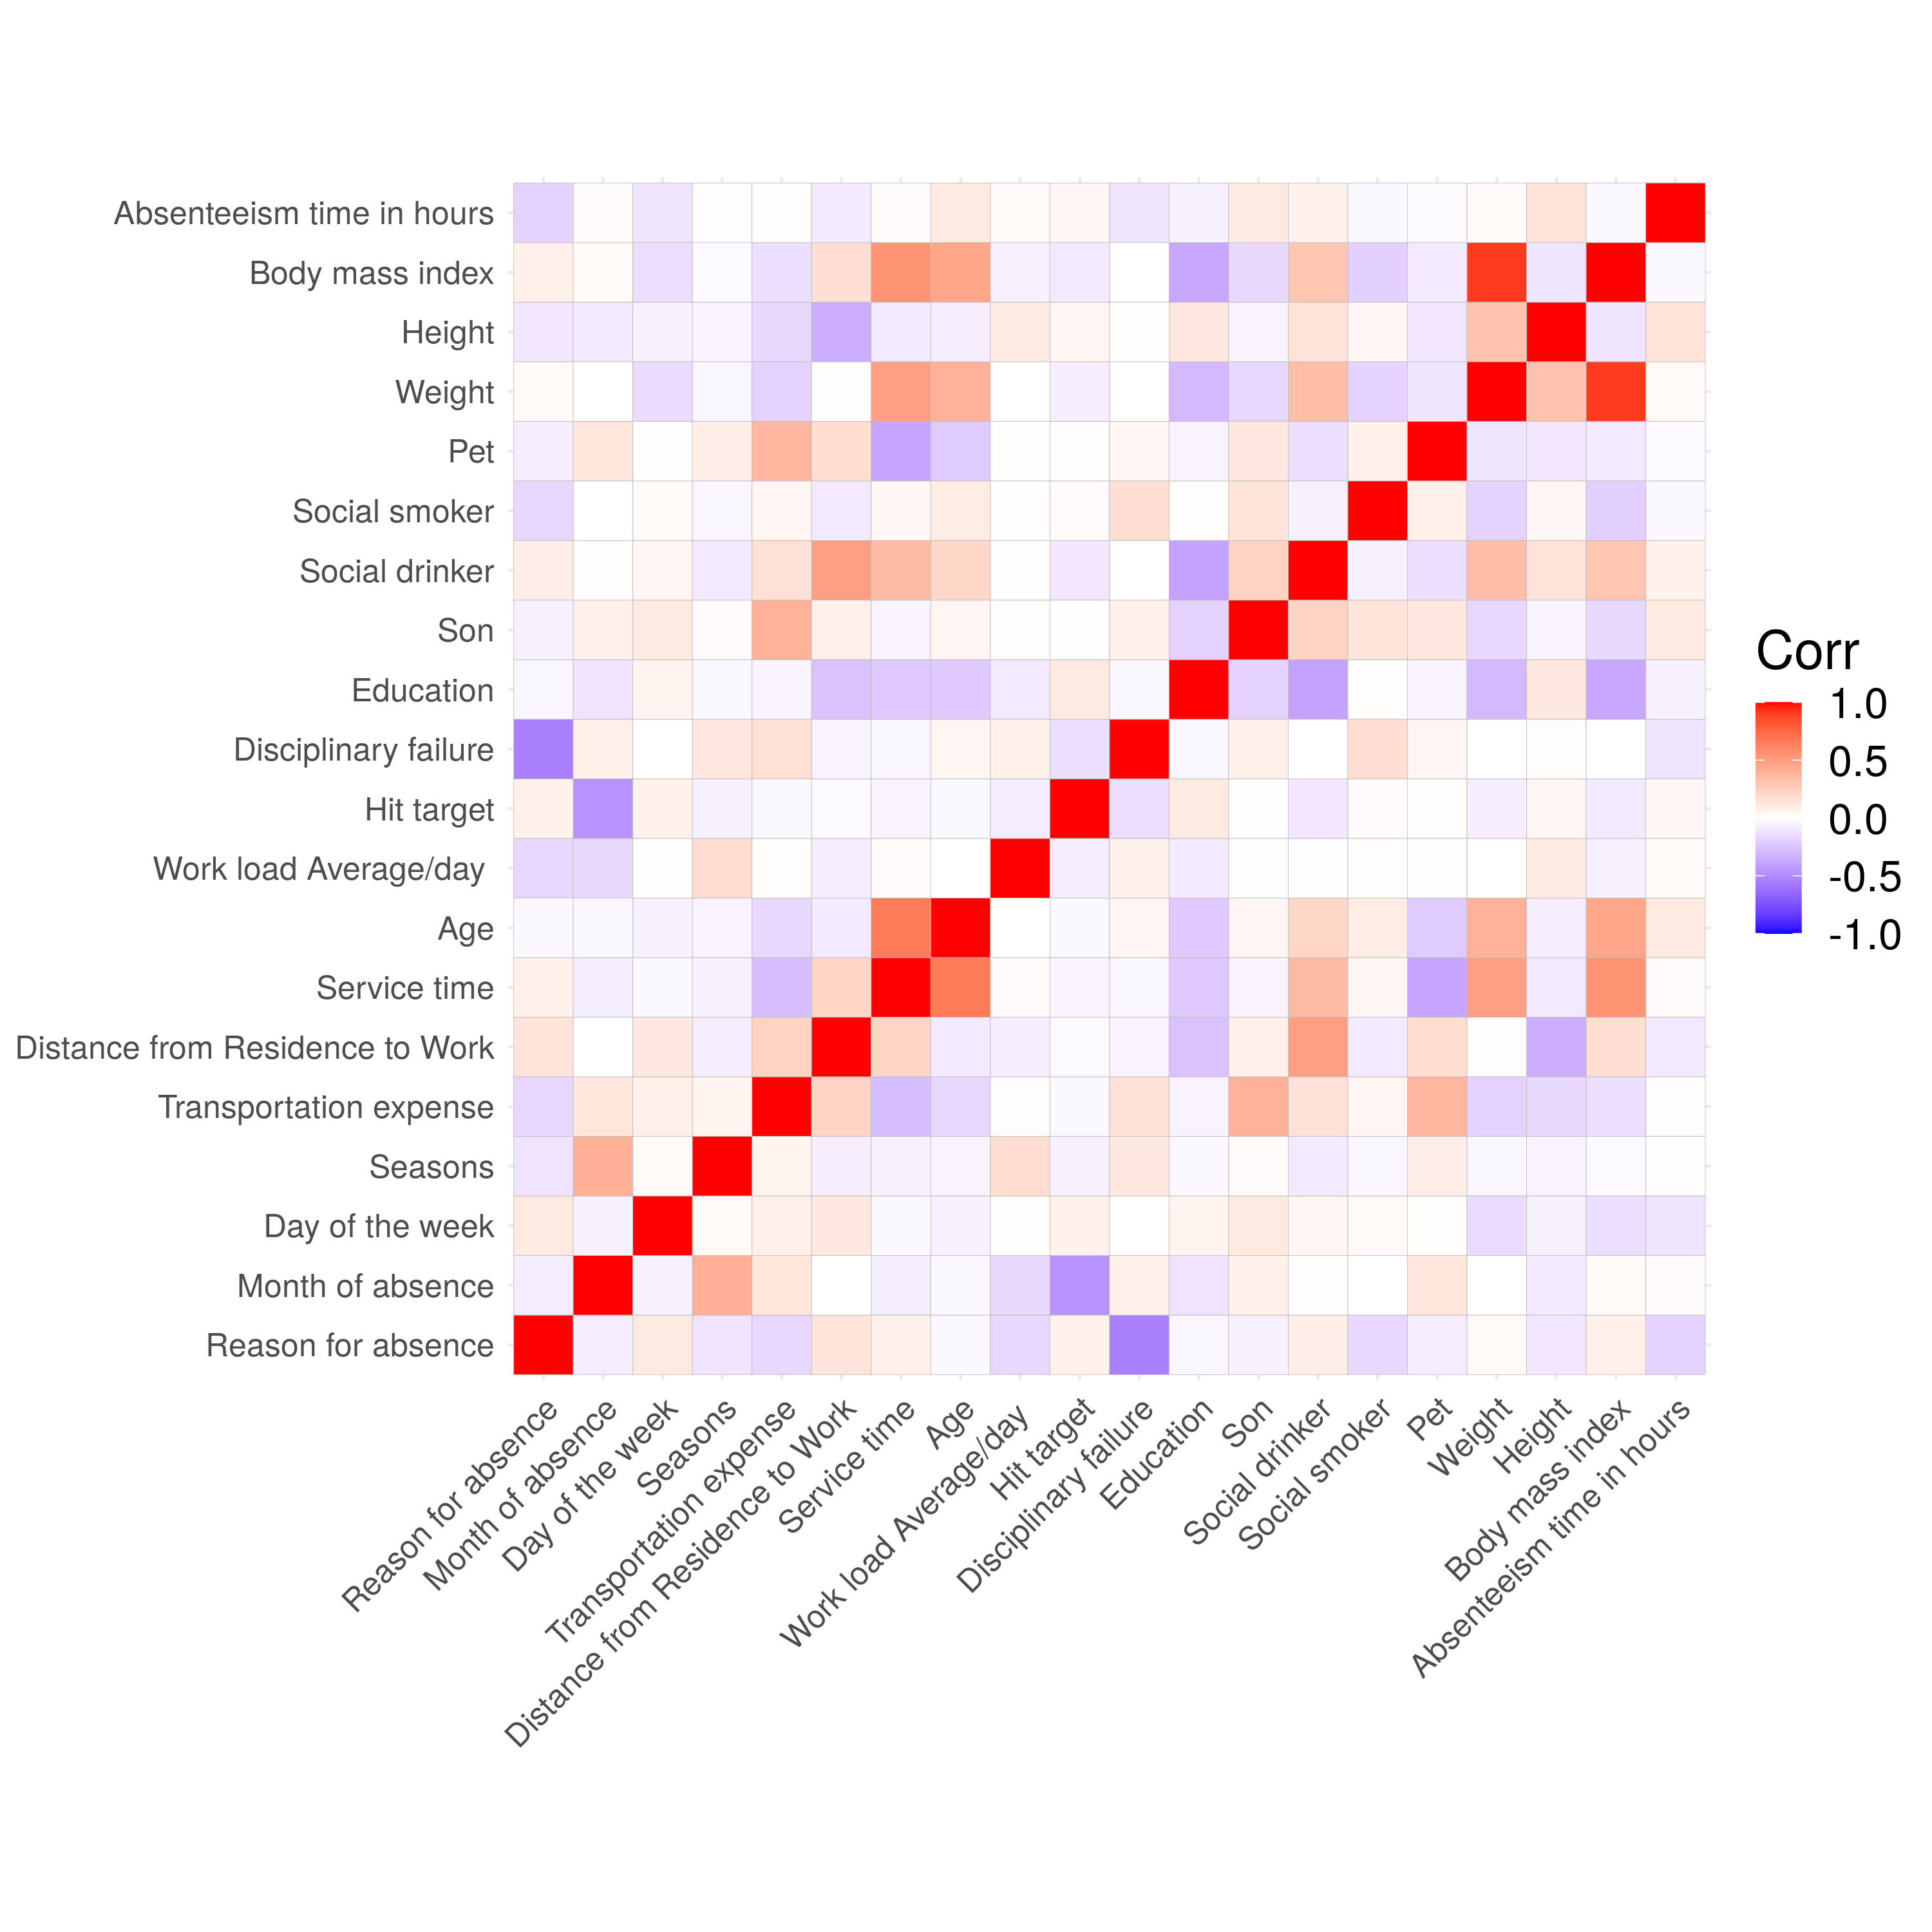 Absenteeism time in hours
Body mass index
Height
Weight
Pet
Social smoker
Social drinker
Son
Education
Disciplinary failure
Hit target
Work load Average/day
Age
Service time
Distance from Residence to Work
Transportation expense
Seasons
Day of the week
Month of absence
Reason for absence
Reason for absence
Month of absence
Day of the week
Seasons
Transportation expense
Distance from Residence to Work
Service time
Age
Work load Average/day
Hit target
Disciplinary failure
Education
Son
Social drinker
Social smoker
Pet
Weight
Height
Body mass index
Absenteeism time in hours
Corr
1.0
0.5
0.0
-0.5
-1.0